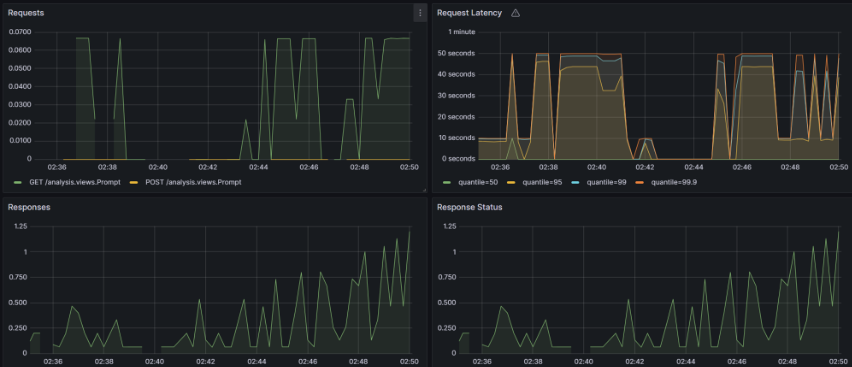 Requests
0.0700
0.0600
0.0500
0.0400
0.0300
0.0200
0.0100
0
02:36 02:38 02:40 02:42 02:44 02:46 02:48 02:50
GET /analysis.views.Prompt POST /analysis.views.Prompt
Request Latency
1 minute
50 seconds
40 seconds
30 seconds
20 seconds
10 seconds
0 seconds
02:36 02:38 02:40 02:42 02:44 02:46 02:48 02:50
quantile=50 quantile=95 quantile=99 quantile=99.9
Responses
1.25
1
0.750
0.500
0.250
0
02:36 02:38 02:40 02:42 02:44 02:46 02:48 02:50
Response Status
1.25
1
0.750
0.500
0.250
0
02:36 02:38 02:40 02:42 02:44 02:46 02:48 02:50